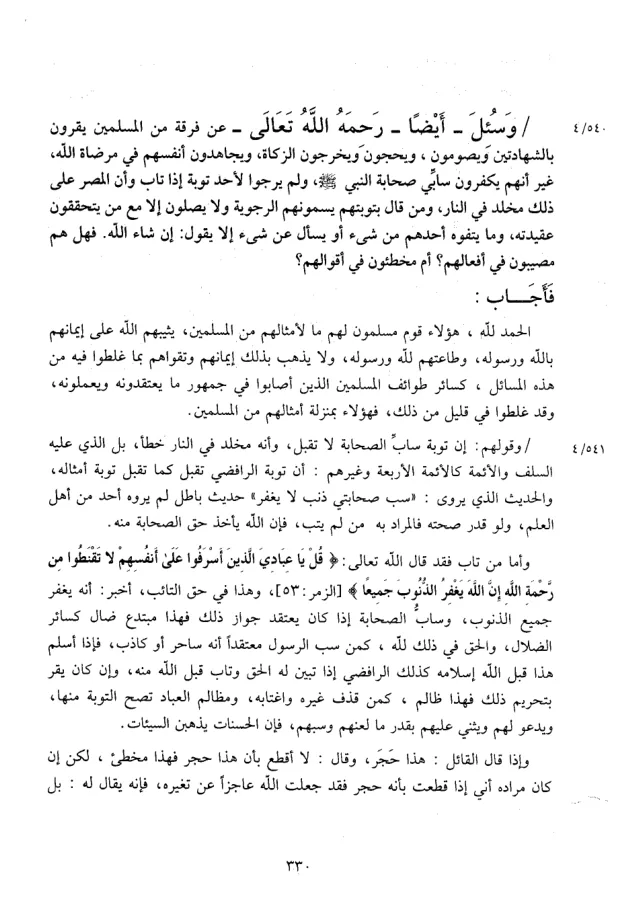 ٤/٥٤٠
/ وَسُئلَ ـ أَيْضًا ـ رَحمَهُ اللَّهُ تَعَالَى ـ عن فرقة من المسلمين يقرون
بالشهادتين ويصومون ، ويحجون ويخرجون الزكاة، ويجاهدون أنفسهم في مرضاة الله،
غير أنهم يكفرون سابِّي صحابة النبي ﷺ، ولم يرجوا لأحد توبة إذا تاب وأن المصر على
ذلك مخلد في النار، ومن قال بتوبتهم يسمونهم الرجوية ولا يصلون إلا مع من يتحققون
عقيدته، وما يتفوه أحدهم من شىء أو يسأل عن شىء إلا يقول: إن شاء الله. فهل هم
مصيبون في أفعالهم؟ أم مخطئون في أقوالهم؟
فَأَجَـــاب :
الحمد للَّه ، هؤلاء قوم مسلمون لهم ما لأمثالهم من المسلمين، يثيبهم اللَّه على إيمانهم
باللَّه ورسوله، وطاعتهم للَّه ورسوله، ولا يذهب بذلك إيمانهم وتقواهم بما غلطوا فيه من
هذه المسائل ، كسائر طوائف المسلمين الذين أصابوا في جمهور ما يعتقدونه ويعملونه،
وقد غلطوا في قليل من ذلك، فهؤلاء بمنزلة أمثالهم من المسلمين.
٤/٥٤١
/ وقولهم: إن توبة سابِّ الصحابة لا تقبل، وأنه مخلد في النار خطأ، بل الذي عليه
السلف والأئمة كالأئمة الأربعة وغيرهم : أن توبة الرافضي تقبل كما تقبل توبة أمثاله،
والحديث الذي يروى : «سب صحابتي ذنب لا يغفر» حديث باطل لم يروه أحد من أهل
العلم، ولو قدر صحته فالمراد به من لم يتب، فإن اللَّه يأخذ حق الصحابة منه.
وأما من تاب فقد قال اللَّه تعالى: ﴿ قُلْ يَا عِبَادِيَ الَّذِينَ أَسْرَفُوا عَلَىٰ أَنفُسِهِمْ لا تَقْنَطُوا مِن
رَّحْمَةِ اللَّهِ إِنَّ اللَّهَ يَغْفِرُ الذُّنُوبَ جَمِيعًا ﴾ [الزمر:٥٣]، وهذا في حق التائب، أخبر: أنه يغفر
جميع الذنوب، وسابُّ الصحابة إذا كان يعتقد جواز ذلك فهذا مبتدع ضال كسائر
الضلال، والحق في ذلك للَّه ، كمن سب الرسول معتقداً أنه ساحر أو كاذب، فإذا أسلم
هذا قبل اللَّه إسلامه كذلك الرافضي إذا تبين له الحق وتاب قبل اللَّه منه، وإن كان يقر
بتحريم ذلك فهذا ظالم ، كمن قذف غيره واغتابه، ومظالم العباد تصح التوبة منها،
ويدعو لهم ويثني عليهم بقدر ما لعنهم وسبهم، فإن الحسنات يذهبن السيئات.
وإذا قال القائل : هذا حَجَر، وقال : لا أقطع بأن هذا حجر فهذا مخطئ ، لكن إن
كان مراده أني إذا قطعت بأنه حجر فقد جعلت اللَّه عاجزاً عن تغيره، فإنه يقال له : بل
٣٣٠